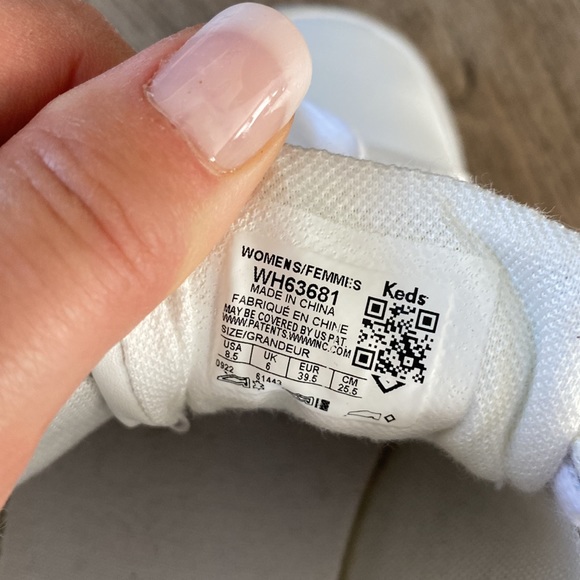 WOMENS/FEMMES
WH63681
Keds
MADE IN CHINA
FABRIQUÉ EN CHINE
MAY BE COVERED BY US PAT.
WWW.PATENTS.WWWINC.COM
SIZE/GRANDEUR
USA UK EUR CM
8.5 6 39.5 25.5
0922 61443